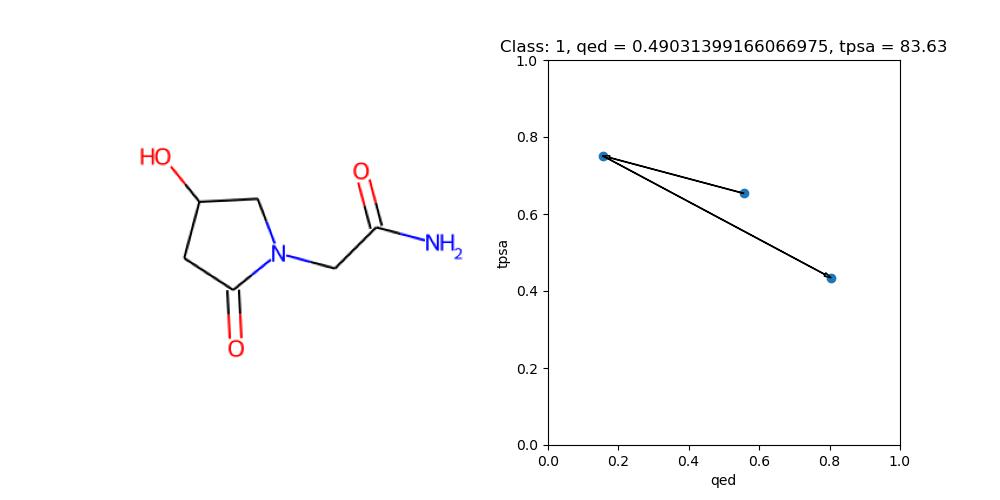 Class: 1, qed = 0.49031399166066975, tpsa = 83.63
HO
O
N
NH2
O
1.0
0.8
0.6
0.4
0.2
0.0
tpsa
0.0 0.2 0.4 0.6 0.8 1.0
qed